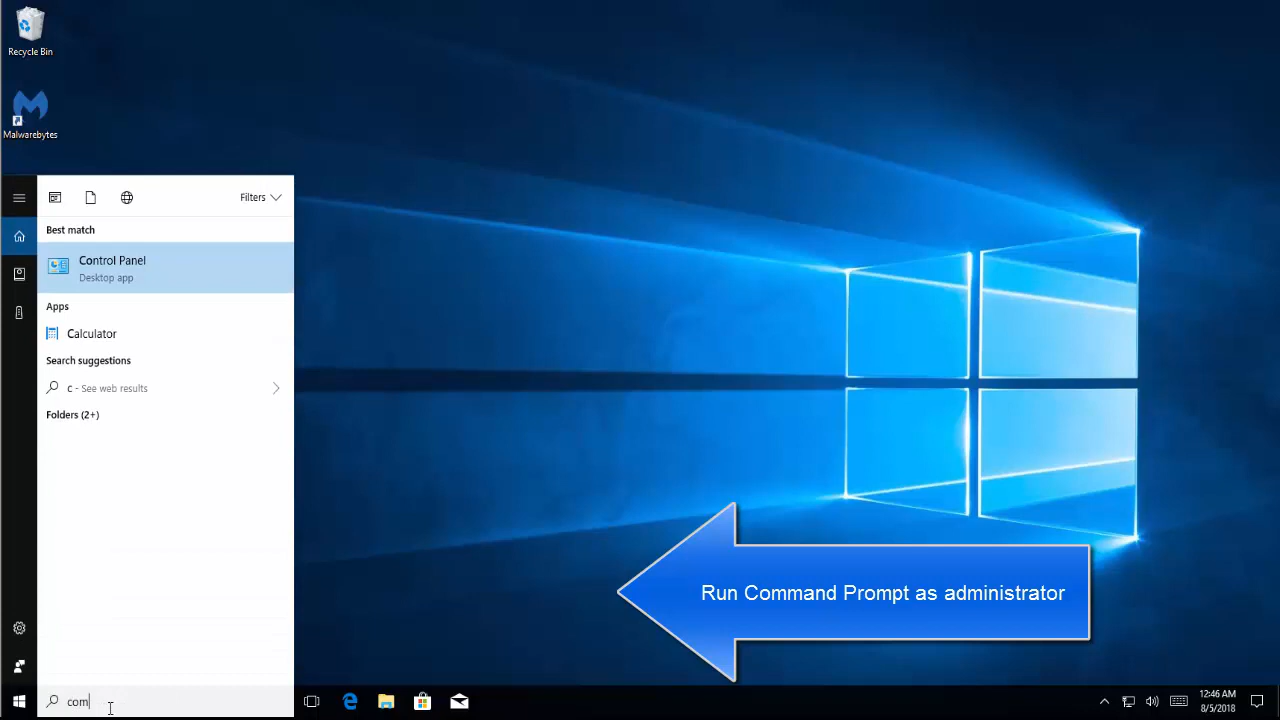 Recycle Bin
Malwarebytes
Filters
Best match
Control Panel
Desktop app
Apps
Calculator
Search suggestions
c - See web results
Folders (2+)
Run Command Prompt as administrator
com
12:46 AM
8/5/2018